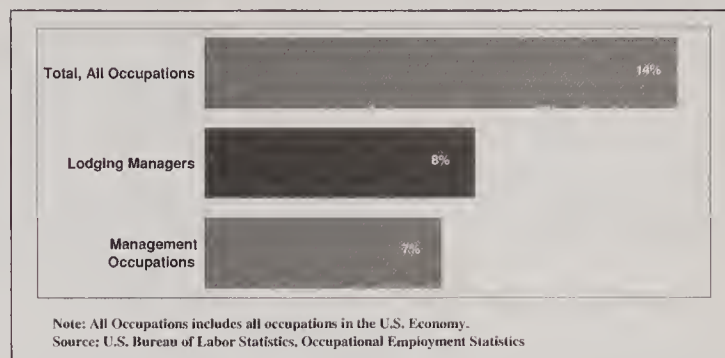 Total, All Occupations
14%
Lodging Managers
8%
Management
Occupations
7%
Note: All Occupations includes all occupations in the U.S. Economy.
Source: U.S. Bureau of Labor Statistics, Occupational Employment Statistics